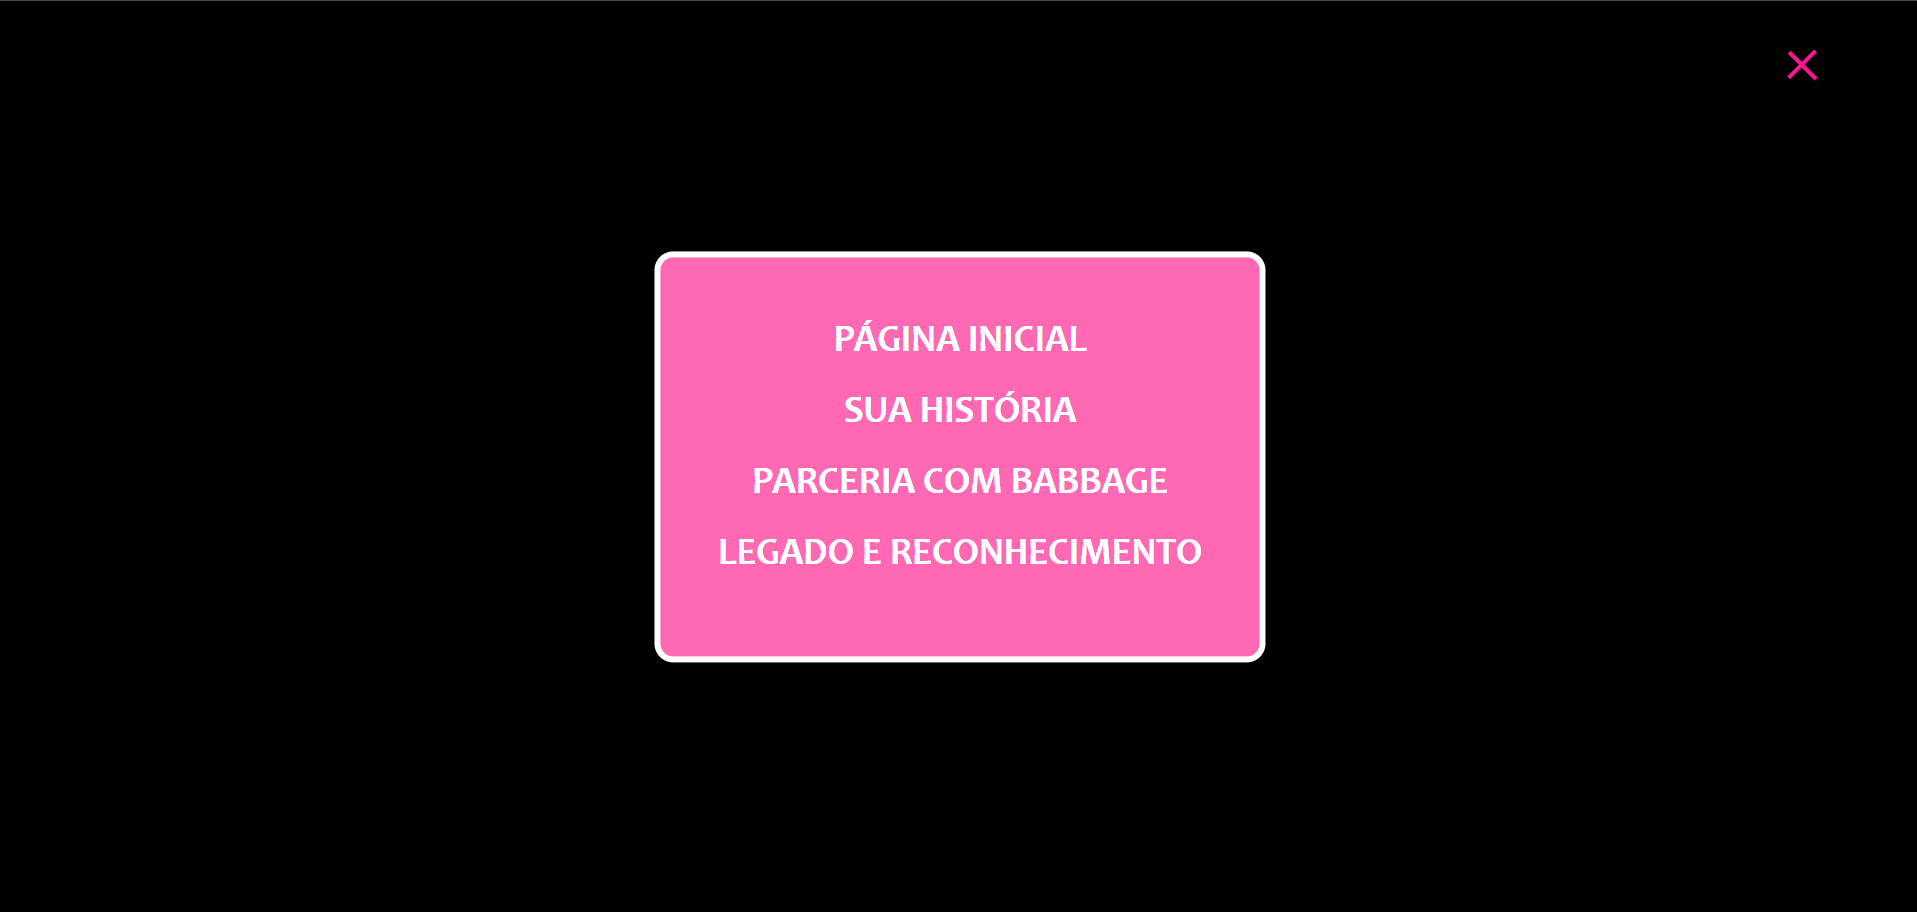 PÁGINA INICIAL
SUA HISTÓRIA
PARCERIA COM BABBAGE
LEGADO E RECONHECIMENTO